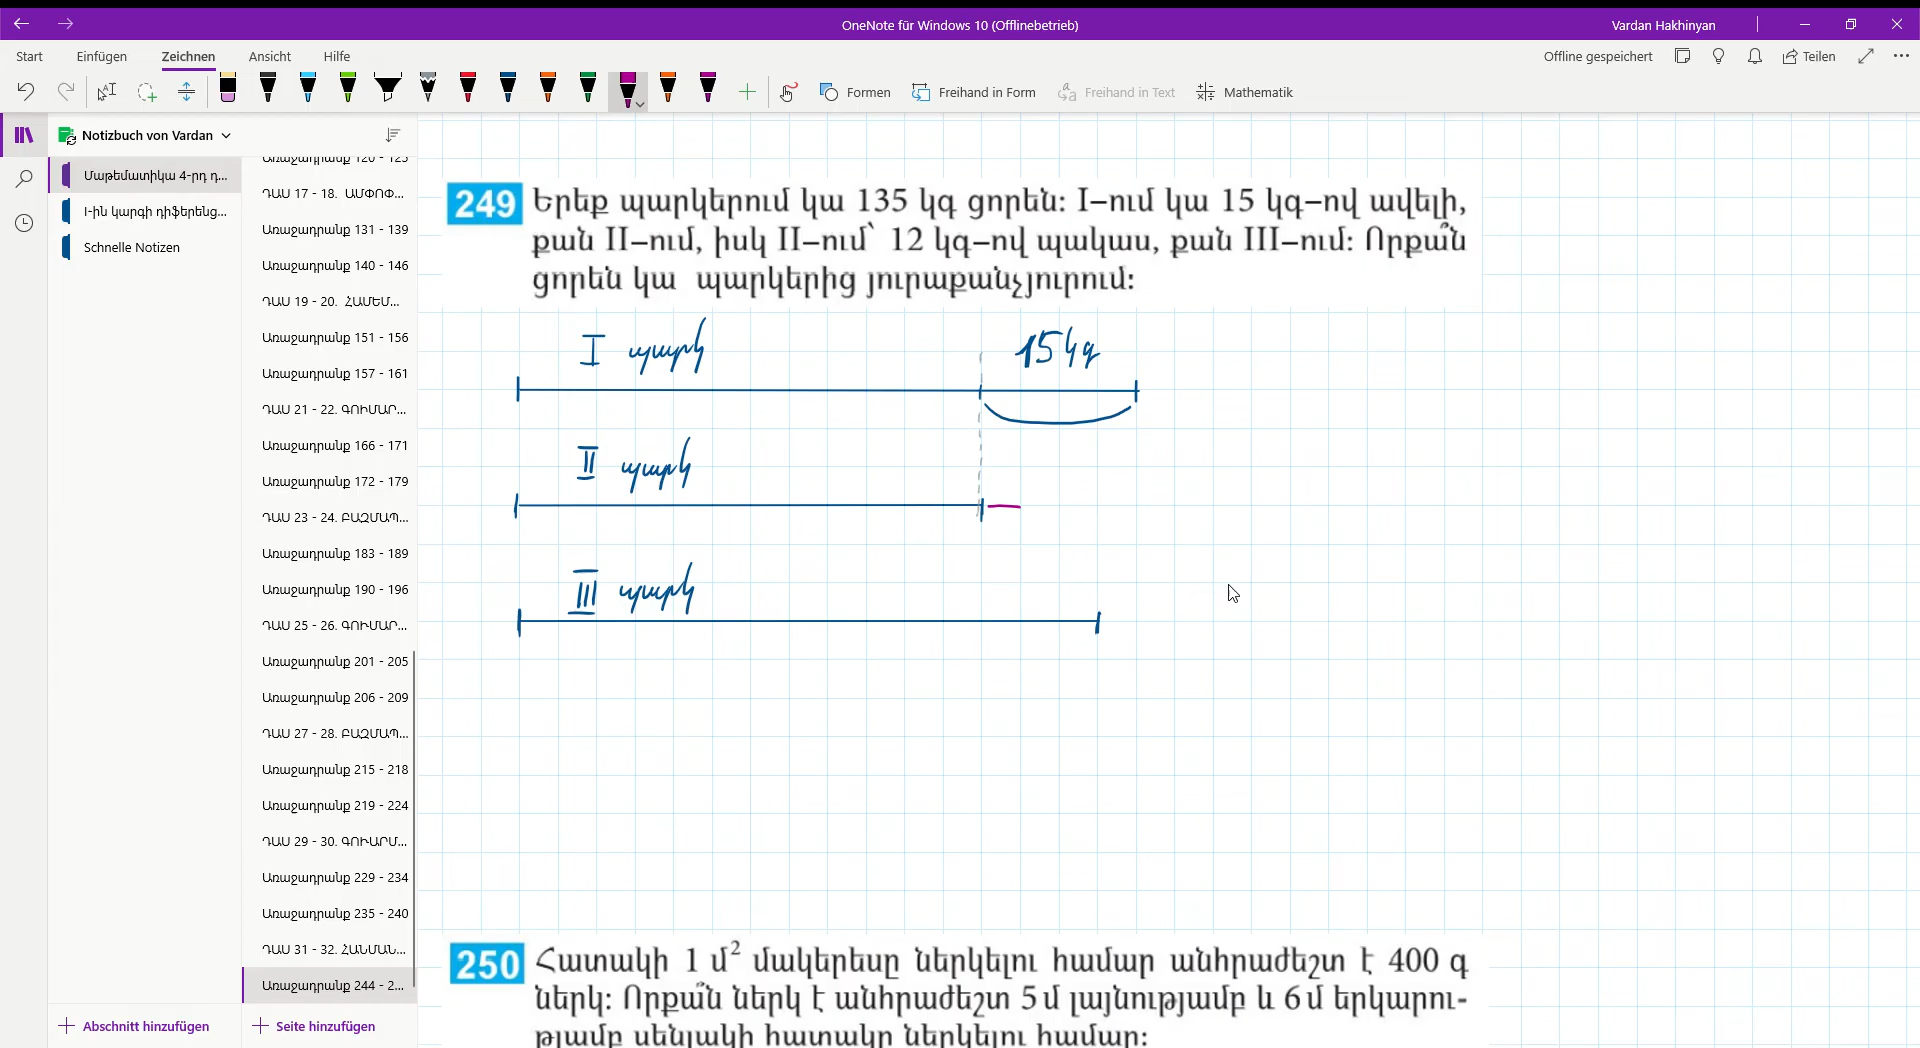 OneNote für Windows 10 (Offlinebetrieb)
Vardan Hakhinyan
Start
Einfügen
Zeichnen
Ansicht
Hilfe
Offline gespeichert
Teilen
Formen
Freihand in Form
Freihand in Text
Mathematik
Notizbuch von Vardan
Մաթեմատիկա 4-րդ դ...
I-ին կարգի դիֆերենց...
Schnelle Notizen
Առաջադրանք 120 - 125
ԴԱՍ 17 - 18. ԱՄՓՈՓ...
Առաջադրանք 131 - 139
Առաջադրանք 140 - 146
ԴԱՍ 19 - 20. ՀԱՄԵՄ...
Առաջադրանք 151 - 156
Առաջադրանք 157 - 161
ԴԱՍ 21 - 22. ԳՈՒՄԱՐ...
Առաջադրանք 166 - 171
Առաջադրանք 172 - 179
ԴԱՍ 23 - 24. ԲԱԶՄԱՊ...
Առաջադրանք 183 - 189
Առաջադրանք 190 - 196
ԴԱՍ 25 - 26. ԳՈՒՄԱՐ...
Առաջադրանք 201 - 205
Առաջադրանք 206 - 209
ԴԱՍ 27 - 28. ԲԱԶՄԱՊ...
Առաջադրանք 215 - 218
Առաջադրանք 219 - 224
ԴԱՍ 29 - 30. ԳՈՒԱՐՄ...
Առաջադրանք 229 - 234
Առաջադրանք 235 - 240
ԴԱՍ 31 - 32. ՀԱՆՄԱՆ...
Առաջադրանք 244 - 2...
Abschnitt hinzufügen
Seite hinzufügen
249 Երեք պարկերում կա 135 կգ ցորեն: I–ում կա 15 կգ–ով ավելի,
քան II–ում, իսկ II–ում՝ 12 կգ–ով պակաս, քան III–ում: Որքա՞ն
ցորեն կա պարկերից յուրաքանչյուրում:
I պարկ
15 կգ
II պարկ
III պարկ
250 Հատակի 1 մ² մակերեսը ներկելու համար անհրաժեշտ է 400 գ
ներկ: Որքա՞ն ներկ է անհրաժեշտ 5 մ լայնությամբ և 6 մ երկարու-
թյամբ սենյակի հատակը ներկելու համար: